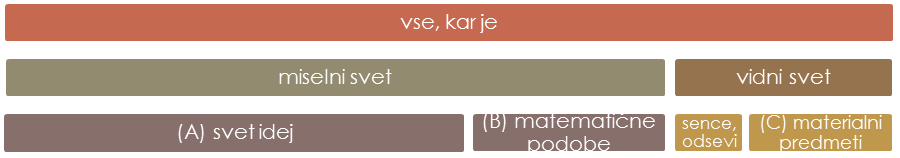 vse, kar je
miselni svet
vidni svet
(A) svet idej
(B) matematične
podobe
sence,
odsevi
(C) materialni
predmeti